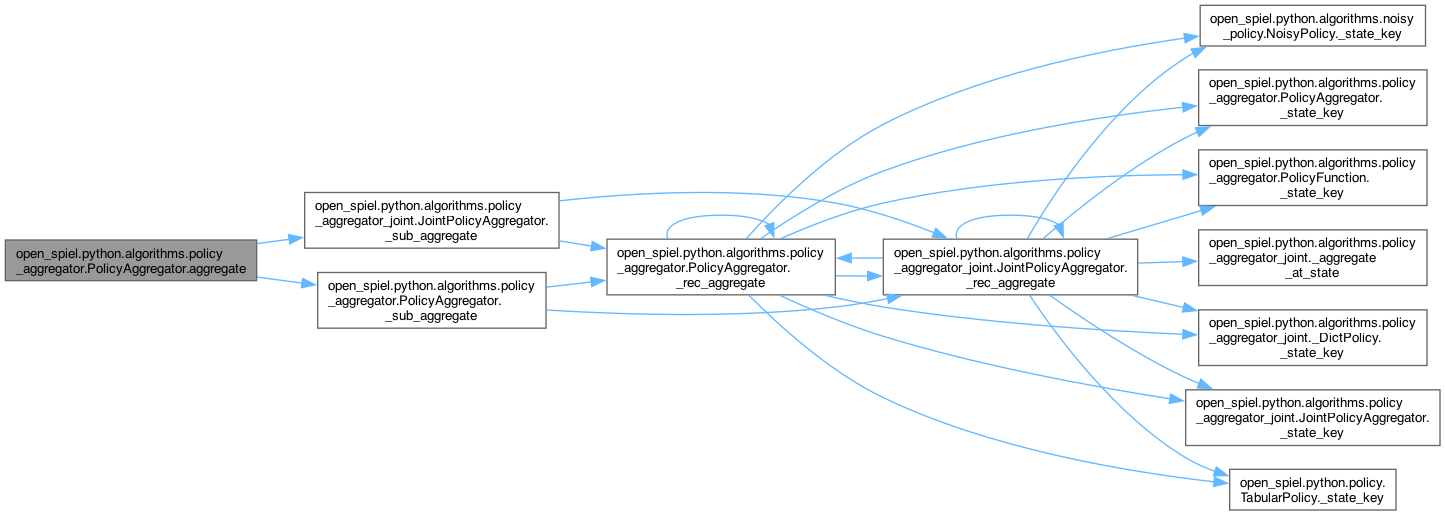 open_spiel.python.algorithms.policy
_aggregator.PolicyAggregator.aggregate
open_spiel.python.algorithms.policy
_aggregator_joint.JointPolicyAggregator.
_sub_aggregate
open_spiel.python.algorithms.policy
_aggregator.PolicyAggregator.
_sub_aggregate
open_spiel.python.algorithms.policy
_aggregator.PolicyAggregator.
_rec_aggregate
open_spiel.python.algorithms.policy
_aggregator_joint.JointPolicyAggregator.
_rec_aggregate
open_spiel.python.algorithms.noisy
_policy.NoisyPolicy._state_key
open_spiel.python.algorithms.policy
_aggregator.PolicyAggregator.
_state_key
open_spiel.python.algorithms.policy
_aggregator.PolicyFunction.
_state_key
open_spiel.python.algorithms.policy
_aggregator_joint._aggregate
_at_state
open_spiel.python.algorithms.policy
_aggregator_joint._DictPolicy.
_state_key
open_spiel.python.algorithms.policy
_aggregator_joint.JointPolicyAggregator.
_state_key
open_spiel.python.policy.
TabularPolicy._state_key